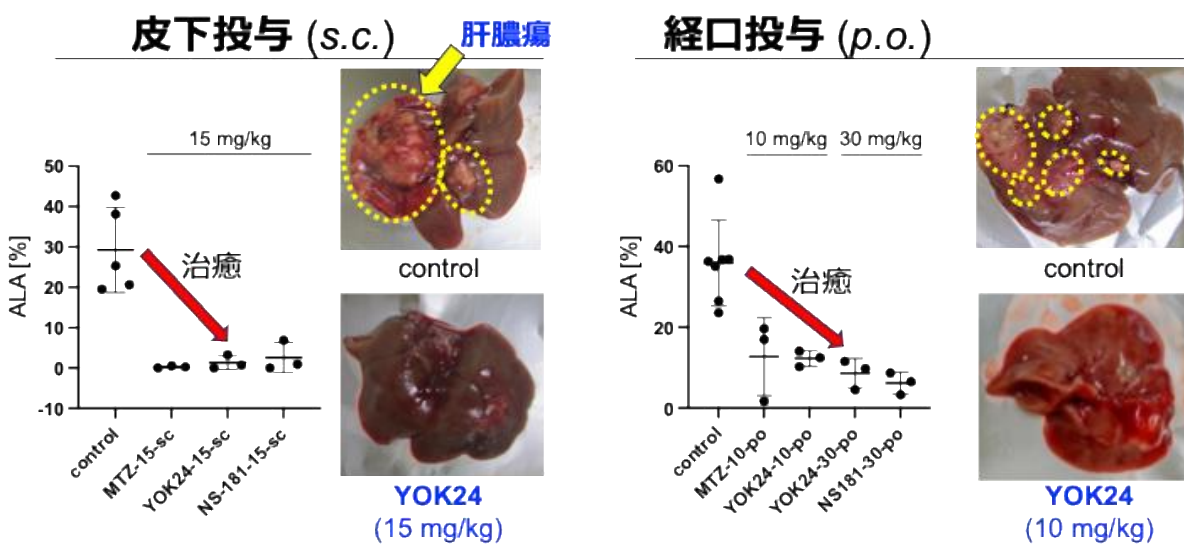 皮下投与 (s.c.)
肝膿瘍
15 mg/kg
ALA [%]
50
40
30
20
10
0
-10
治癒
control
MTZ-15-sc
YOK24-15-sc
NS-181-15-sc
control
YOK24
(15 mg/kg)
経口投与 (p.o.)
10 mg/kg
30 mg/kg
ALA [%]
60
40
20
0
治癒
control
MTZ-10-po
YOK24-10-po
YOK24-30-po
NS181-30-po
control
YOK24
(10 mg/kg)